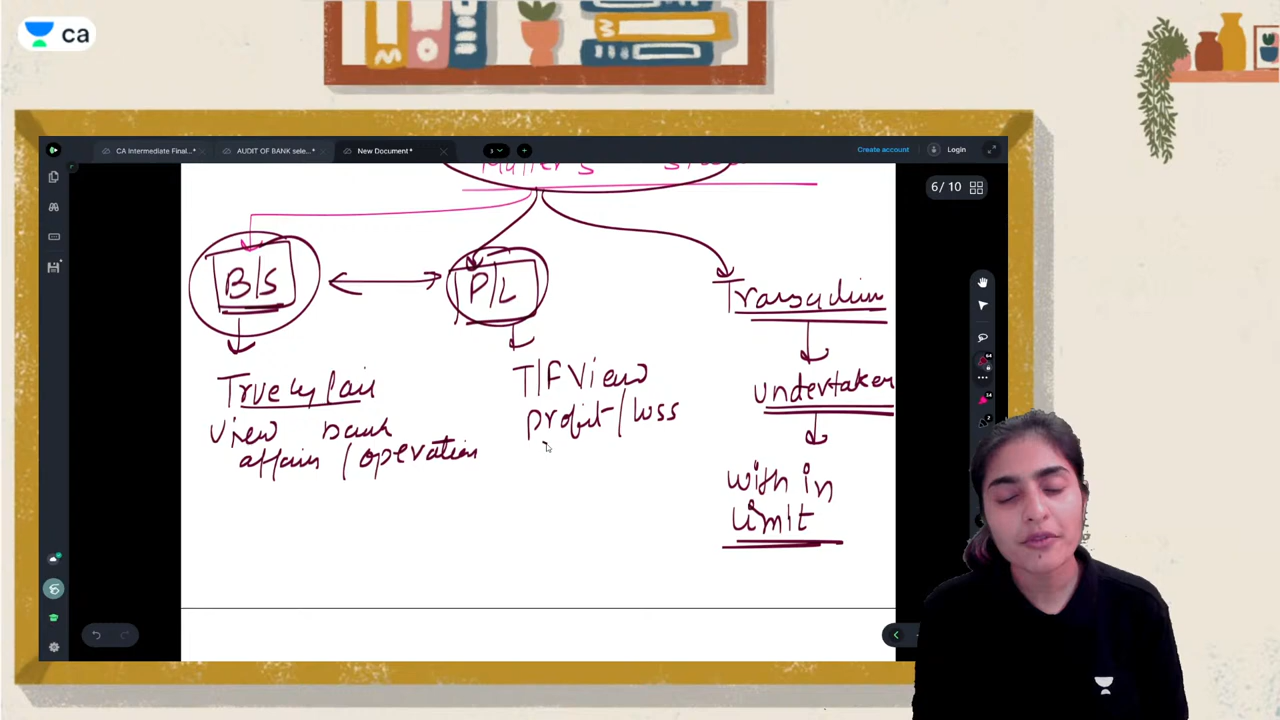 ca
CA Intermediate Final...*
AUDIT OF BANK sele...*
New Document*
Create account
Login
6/10
B/S
P/L
Transaction
True & fair
view bank
affairs / operation
T/F View
profit/loss
undertaken
with in
limit